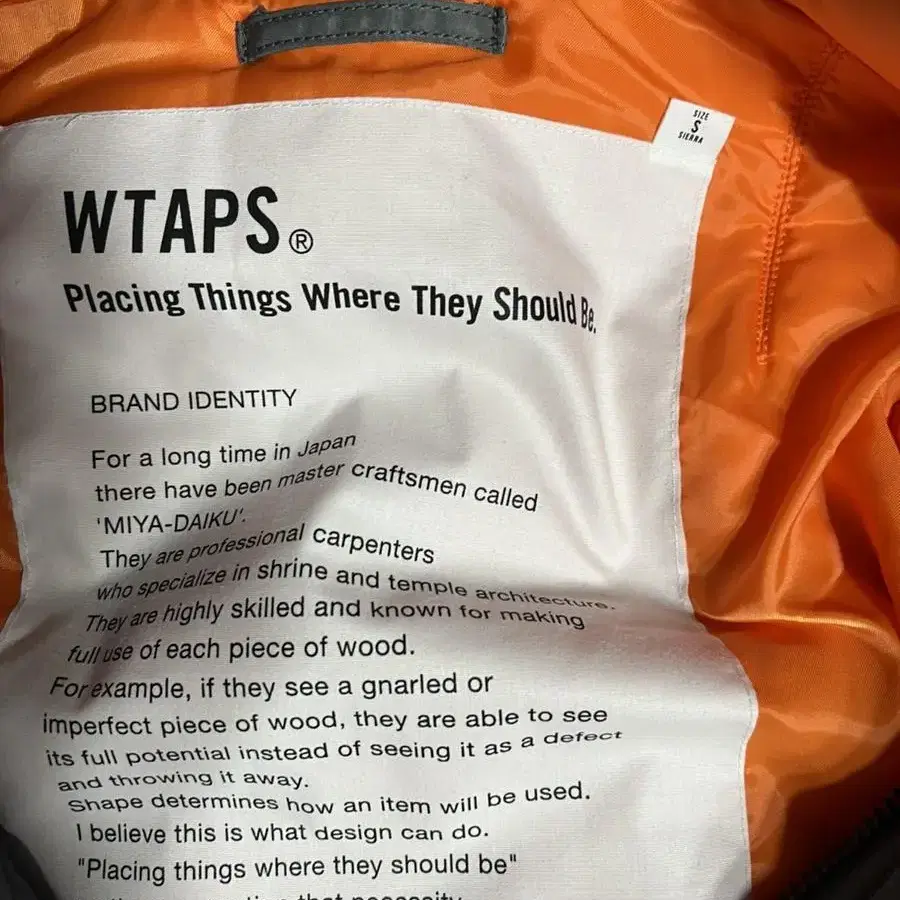 SIZE
S
SIERRA
WTAPS®
Placing Things Where They Should Be.
BRAND IDENTITY
For a long time in Japan
there have been master craftsmen called
'MIYA-DAIKU'.
They are professional carpenters
who specialize in shrine and temple architecture.
They are highly skilled and known for making
full use of each piece of wood.
For example, if they see a gnarled or
imperfect piece of wood, they are able to see
its full potential instead of seeing it as a defect
and throwing it away.
Shape determines how an item will be used.
I believe this is what design can do.
"Placing things where they should be"
that necessity